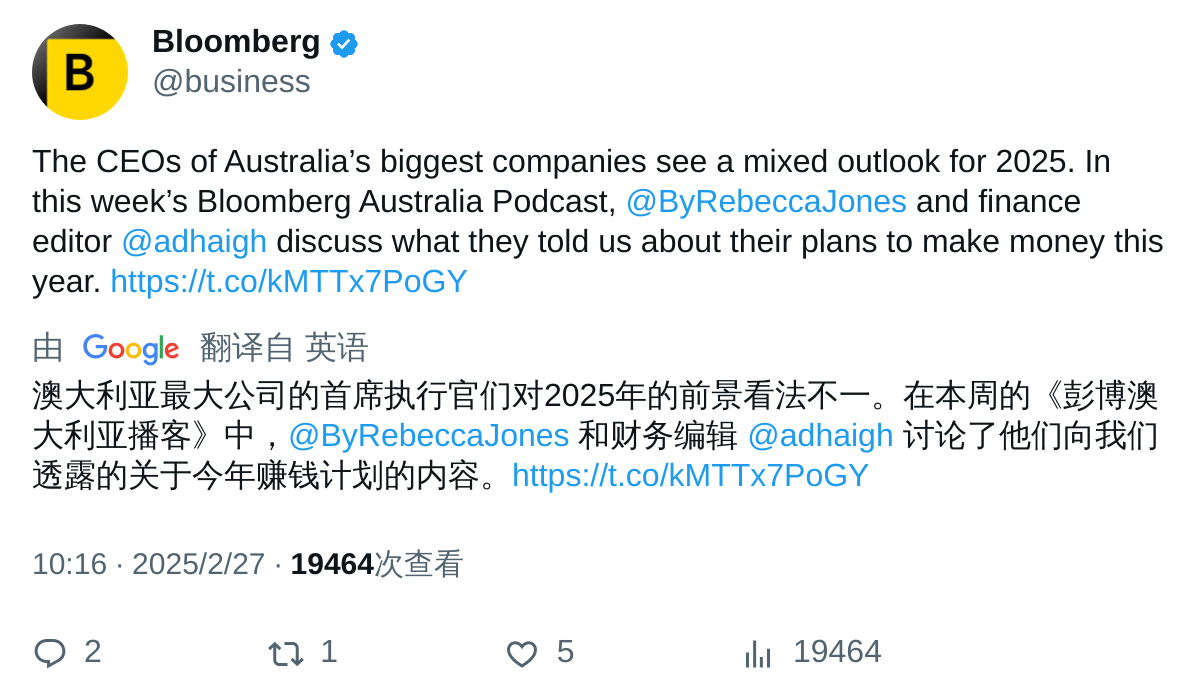 B
Bloomberg
@business
The CEOs of Australia’s biggest companies see a mixed outlook for 2025. In
this week’s Bloomberg Australia Podcast, @ByRebeccaJones and finance
editor @adhaigh discuss what they told us about their plans to make money this
year. https://t.co/kMTTx7PoGY
由 Google 翻译自 英语
澳大利亚最大公司的首席执行官们对2025年的前景看法不一。在本周的《彭博澳
大利亚播客》中，@ByRebeccaJones 和财务编辑 @adhaigh 讨论了他们向我们
透露的关于今年赚钱计划的内容。https://t.co/kMTTx7PoGY
10:16 · 2025/2/27 · 19464次查看
2 1 5 19464